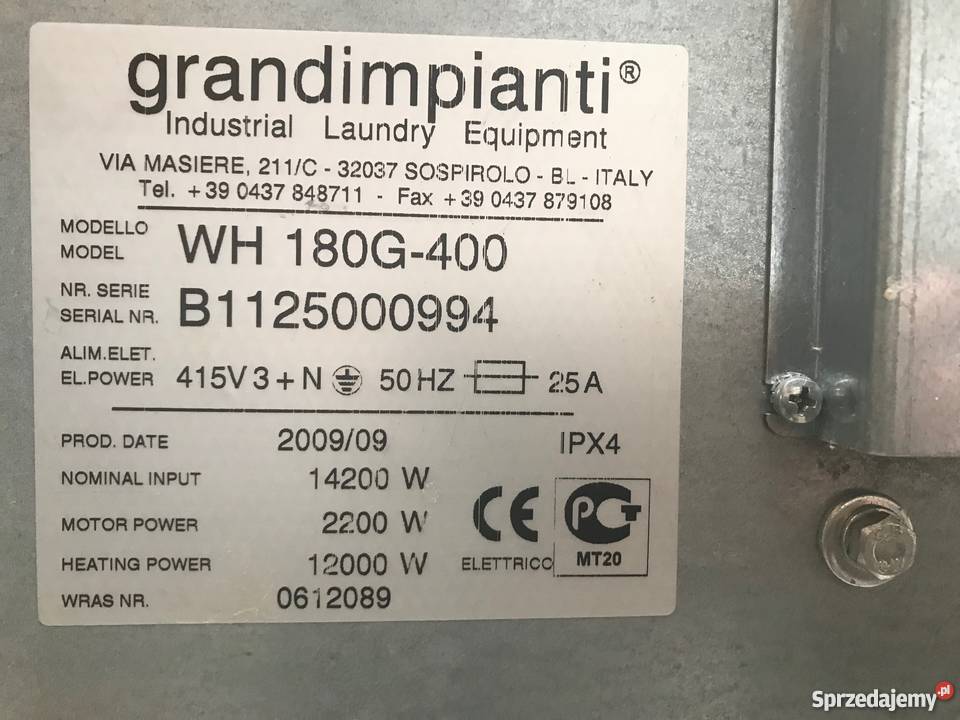 grandimpianti®
Industrial Laundry Equipment
VIA MASIERE, 211/C - 32037 SOSPIROLO - BL - ITALY
Tel. +39 0437 848711 - Fax +39 0437 879108
MODELLO
MODEL WH 180G-400
NR. SERIE
SERIAL NR. B1125000994
ALIM.ELET.
EL.POWER 415V 3 + N 50 HZ 25 A
PROD. DATE 2009/09 IPX4
NOMINAL INPUT 14200 W
MOTOR POWER 2200 W
HEATING POWER 12000 W
WRAS NR. 0612089
CE
ELETTRICO
РСТ
MT20
Sprzedajemy.pl